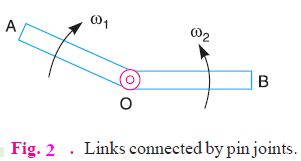 A
ω1
ω2
B
O
Fig. 2 . Links connected by pin joints.